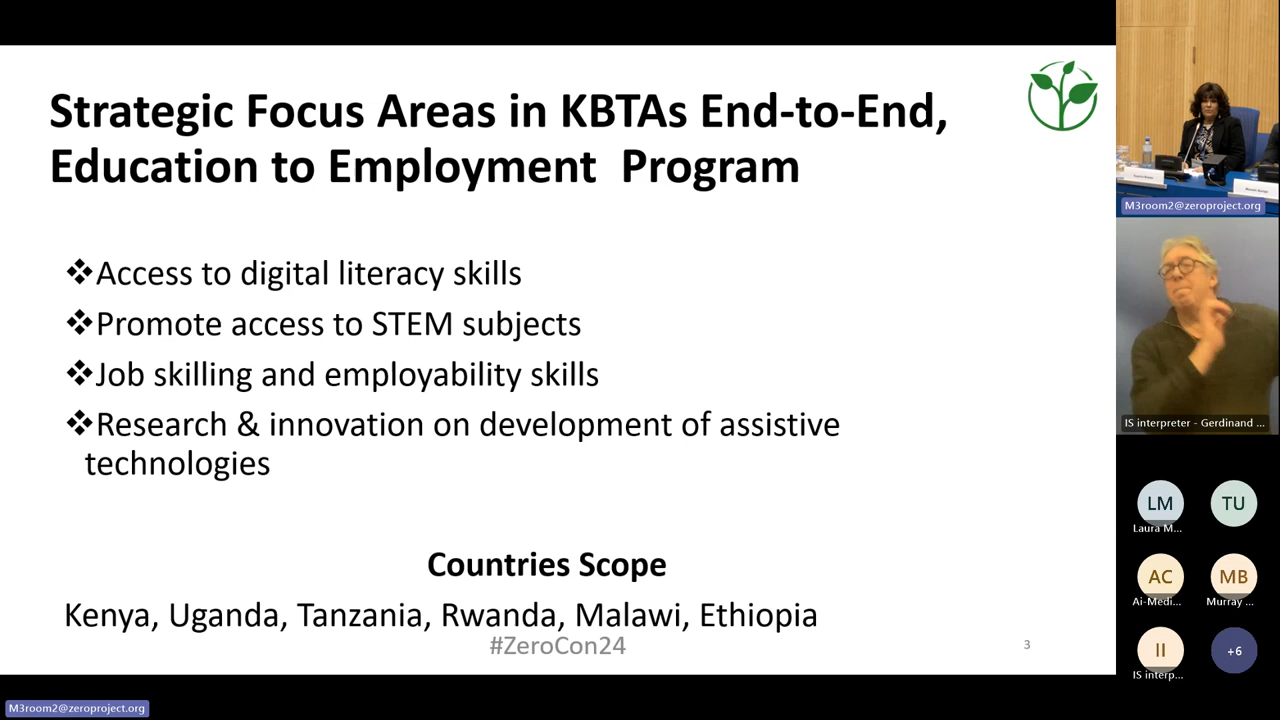 Strategic Focus Areas in KBTAs End-to-End,
Education to Employment  Program
❖Access to digital literacy skills
❖Promote access to STEM subjects
❖Job skilling and employability skills
❖Research & innovation on development of assistive
technologies
Countries Scope
Kenya, Uganda, Tanzania, Rwanda, Malawi, Ethiopia
#ZeroCon24
3
M3room2@zeroproject.org
M3room2@zeroproject.org
IS interpreter - Gerdinand ...
LM
Laura M...
TU
AC
Ai-Medi...
MB
Murray ...
II
IS interp...
+6